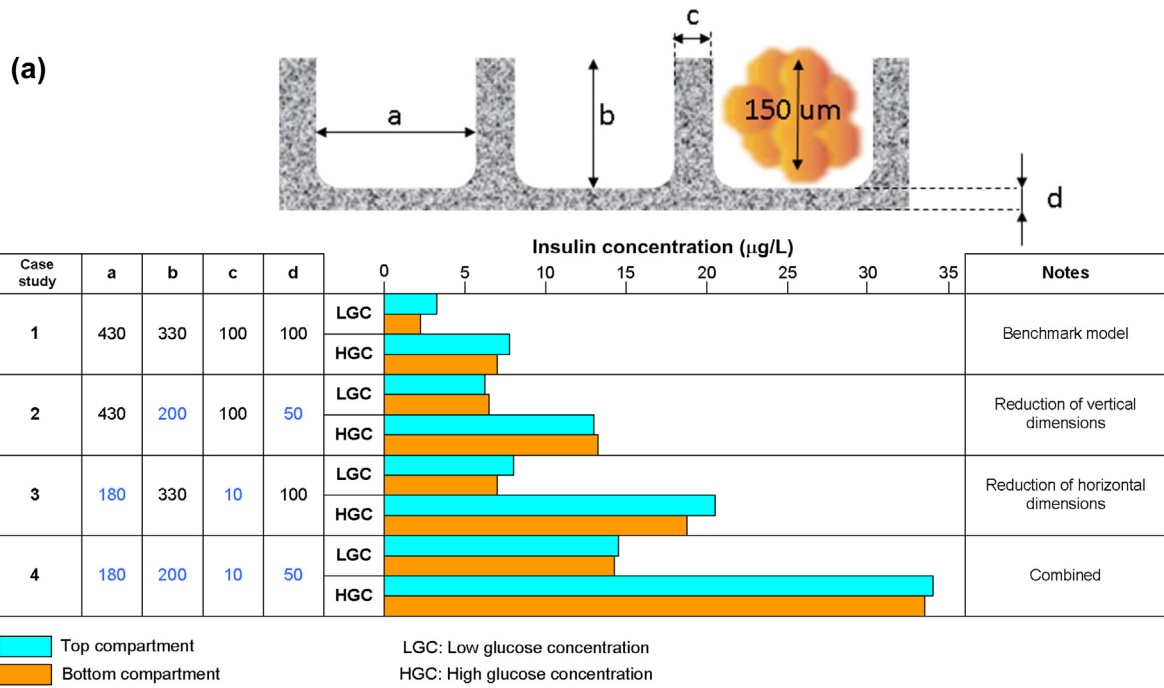 (a)
c
a
b
150 um
d
Insulin concentration (µg/L)
Case study a b c d 0 5 10 15 20 25 30 35 Notes
1 430 330 100 100 LGC HGC Benchmark model
2 430 200 100 50 LGC HGC Reduction of vertical dimensions
3 180 330 10 100 LGC HGC Reduction of horizontal dimensions
4 180 200 10 50 LGC HGC Combined
Top compartment LGC: Low glucose concentration
Bottom compartment HGC: High glucose concentration